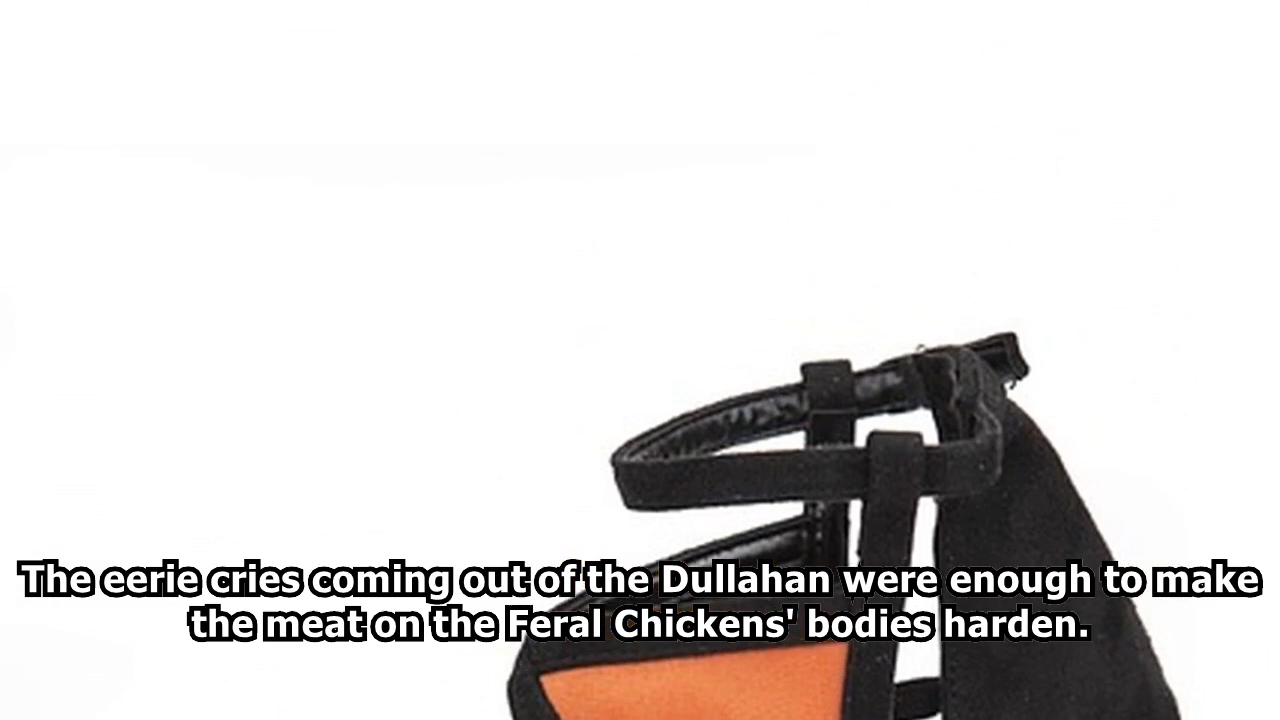 The eerie cries coming out of the Dullahan were enough to make
the meat on the Feral Chickens' bodies harden.